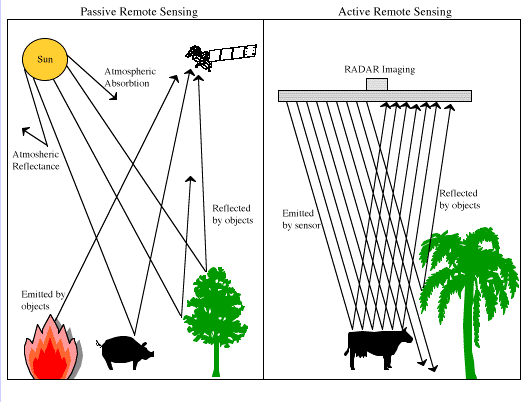 Passive Remote Sensing
Active Remote Sensing
Sun
Atmospheric
Absorbtion
Atmosheric
Reflectance
Reflected
by objects
Emitted by
objects
RADAR Imaging
Emitted
by sensor
Reflected
by objects